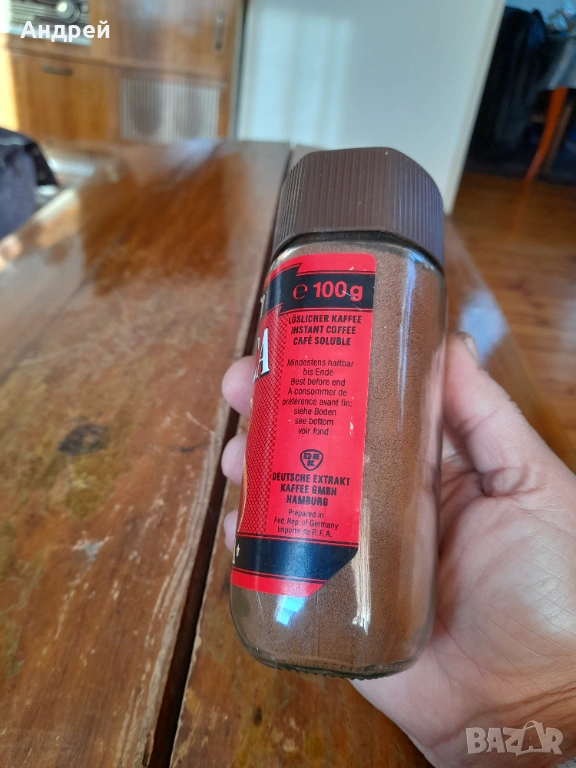 Андрей
℮ 100g
LÖSLICHER KAFFEE
INSTANT COFFEE
CAFÉ SOLUBLE
Mindestens haltbar
bis Ende
Best before end
A consommer de
préférence avant fin:
siehe Boden
see bottom
voir fond
DEK
DEUTSCHE EXTRAKT
KAFFEE GMBH
HAMBURG
Prepared in
Fed. Rep. of Germany
Importé de R.F.A.
BAZAR